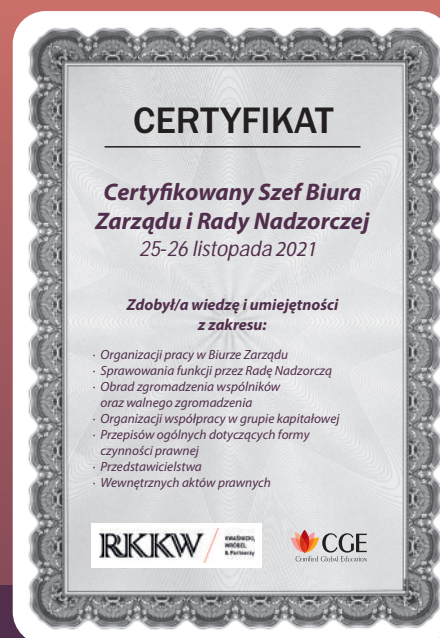 CERTYFIKAT
Certyfikowany Szef Biura
Zarządu i Rady Nadzorczej
25-26 listopada 2021
Zdobył/a wiedzę i umiejętności
z zakresu:
· Organizacji pracy w Biurze Zarządu
· Sprawowania funkcji przez Radę Nadzorczą
· Obrad zgromadzenia wspólników
oraz walnego zgromadzenia
· Organizacji współpracy w grupie kapitałowej
· Przepisów ogólnych dotyczących formy
czynności prawnej
· Przedstawicielstwa
· Wewnętrznych aktów prawnych
RKKW
KWAŚNICKI,
WRÓBEL
& Partnerzy
CGE
Certified Global Education